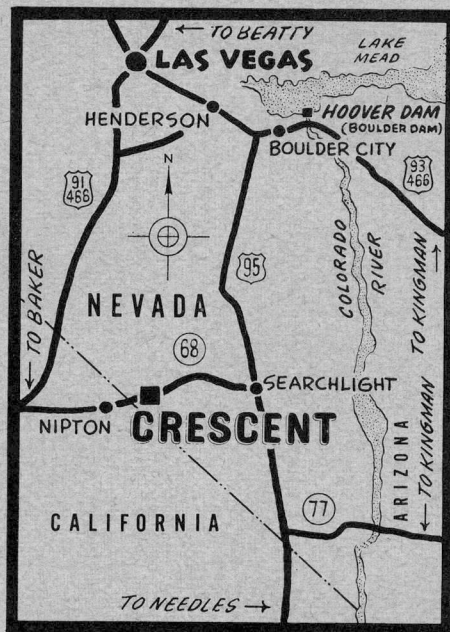 ← TO BEATTY
LAS VEGAS
LAKE
MEAD
HENDERSON
HOOVER DAM
(BOULDER DAM)
BOULDER CITY
N
91
466
93
466
95
COLORADO
RIVER
TO KINGMAN →
← TO BAKER
NEVADA
68
SEARCHLIGHT
NIPTON
CRESCENT
ARIZONA
← TO KINGMAN
77
CALIFORNIA
TO NEEDLES →